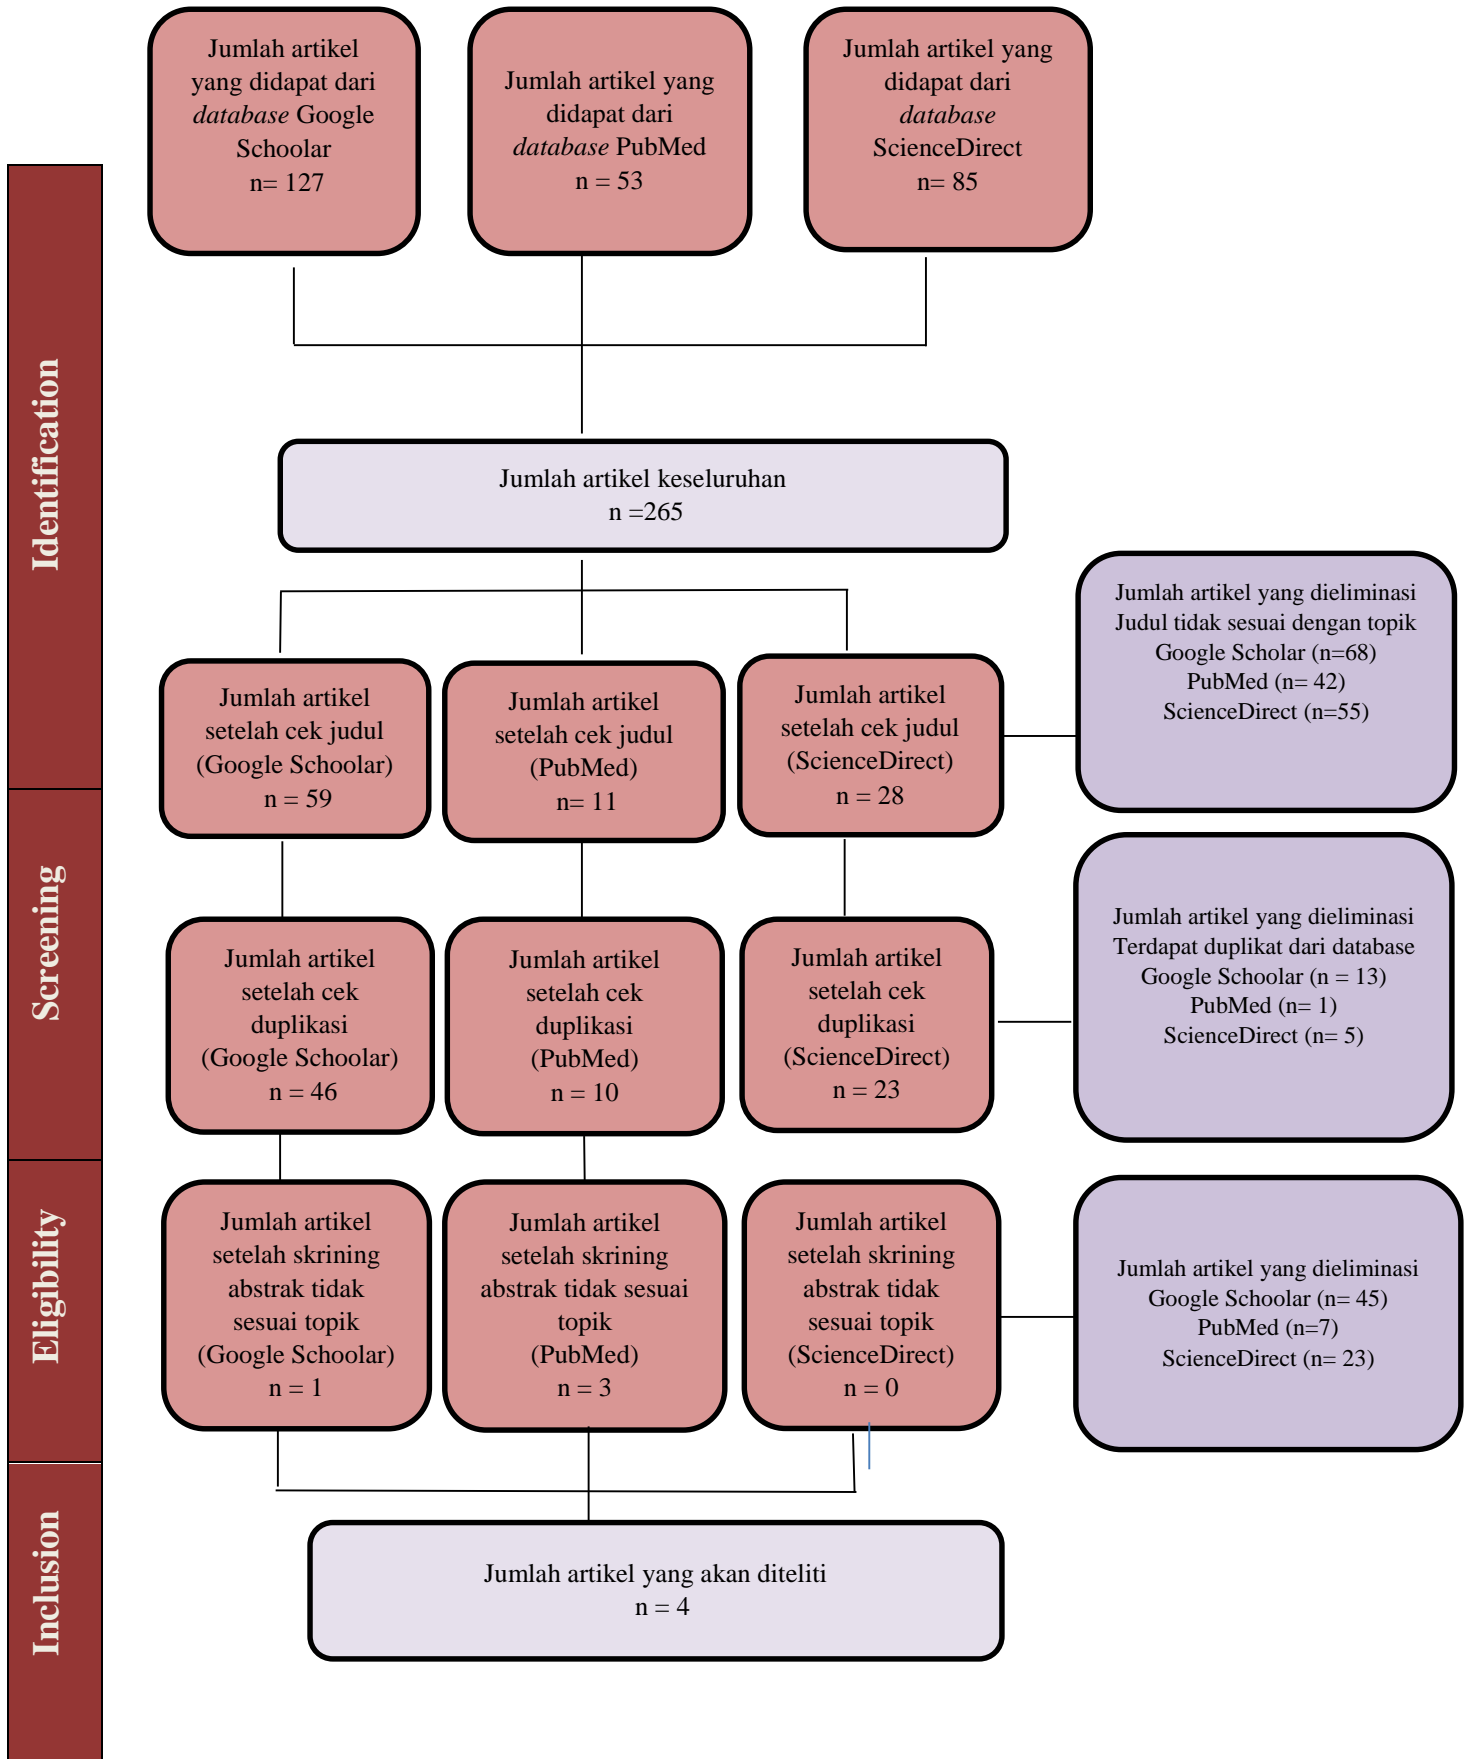 Jumlah artikel
yang didapat dari
database Google
Schoolar
n= 127
Jumlah artikel yang
didapat dari
database PubMed
n = 53
Jumlah artikel yang
didapat dari
database
ScienceDirect
n= 85
Identification
Jumlah artikel keseluruhan
n =265
Jumlah artikel
setelah cek judul
(Google Schoolar)
n = 59
Jumlah artikel
setelah cek judul
(PubMed)
n= 11
Jumlah artikel
setelah cek judul
(ScienceDirect)
n = 28
Jumlah artikel yang dieliminasi
Judul tidak sesuai dengan topik
Google Scholar (n=68)
PubMed (n= 42)
ScienceDirect (n=55)
Screening
Jumlah artikel
setelah cek
duplikasi
(Google Schoolar)
n = 46
Jumlah artikel
setelah cek
duplikasi
(PubMed)
n = 10
Jumlah artikel
setelah cek
duplikasi
(ScienceDirect)
n = 23
Jumlah artikel yang dieliminasi
Terdapat duplikat dari database
Google Schoolar (n = 13)
PubMed (n= 1)
ScienceDirect (n= 5)
Eligibility
Jumlah artikel
setelah skrining
abstrak tidak
sesuai topik
(Google Schoolar)
n = 1
Jumlah artikel
setelah skrining
abstrak tidak sesuai
topik
(PubMed)
n = 3
Jumlah artikel
setelah skrining
abstrak tidak
sesuai topik
(ScienceDirect)
n = 0
Jumlah artikel yang dieliminasi
Google Schoolar (n= 45)
PubMed (n=7)
ScienceDirect (n= 23)
Inclusion
Jumlah artikel yang akan diteliti
n = 4